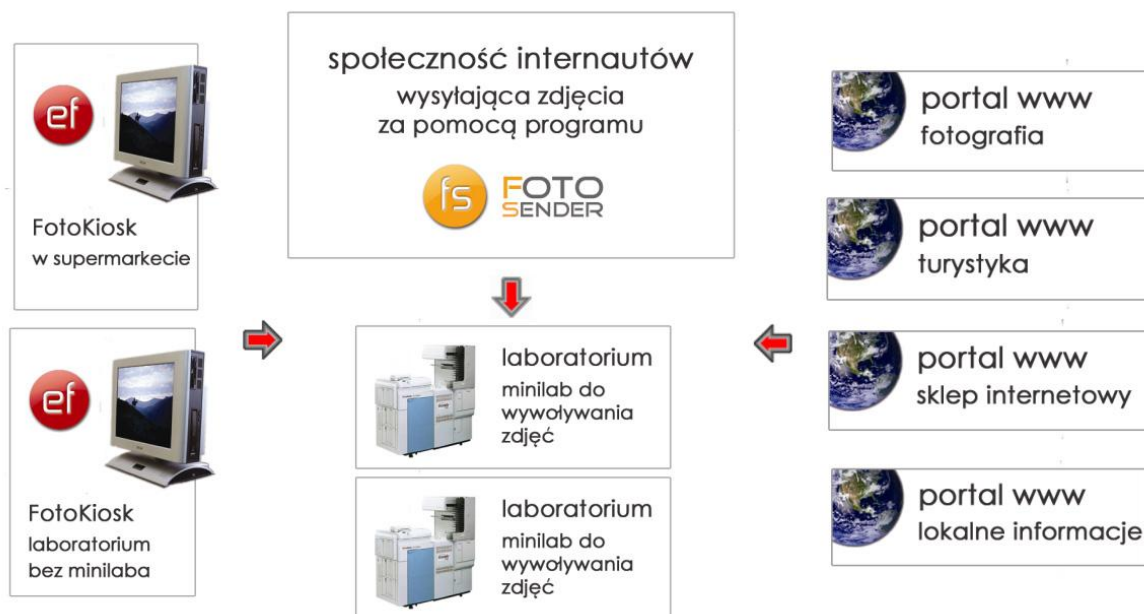 ef
FotoKiosk
w supermarkecie
ef
FotoKiosk
laboratorium
bez minilaba
społeczność internautów
wysyłająca zdjęcia
za pomocą programu
fs FOTO
SENDER
laboratorium
minilab do
wywoływania
zdjęć
laboratorium
minilab do
wywoływania
zdjęć
portal www
fotografia
portal www
turystyka
portal www
sklep internetowy
portal www
lokalne informacje